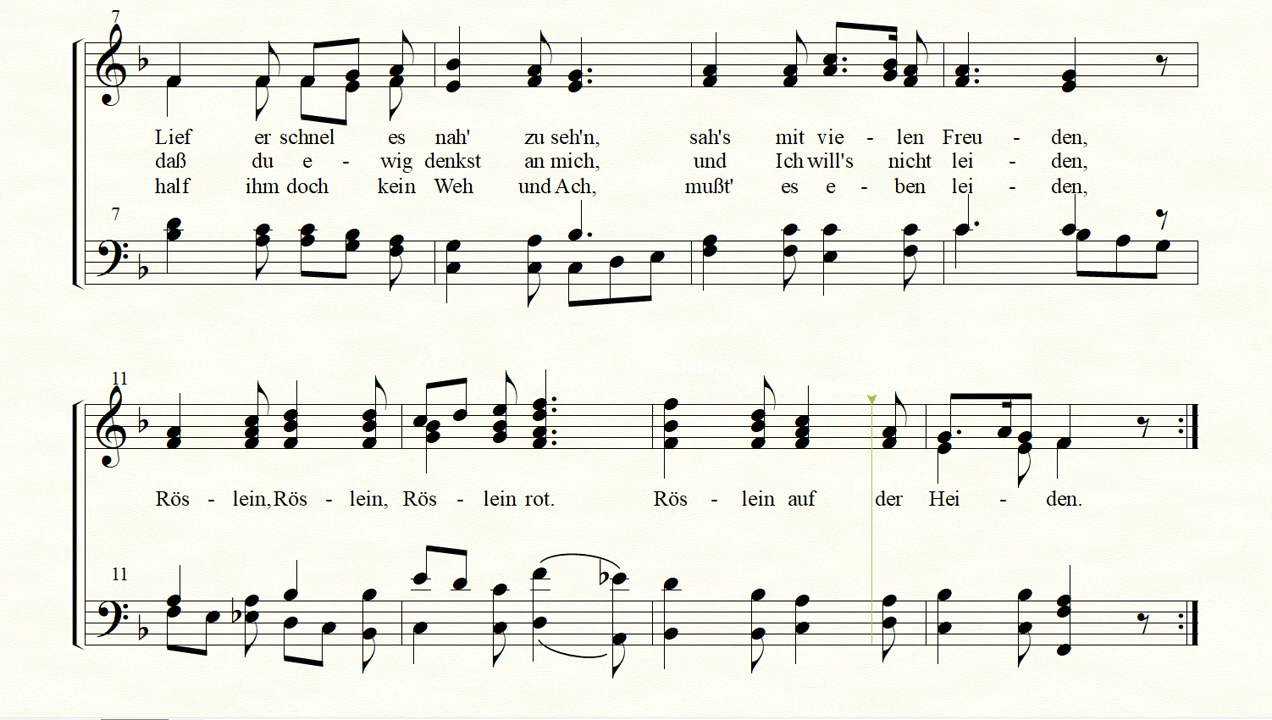 7
Lief er schnel es nah' zu seh'n, sah's mit vie - len Freu - den,
daß du e - wig denkst an mich, und Ich will's nicht lei - den,
half ihm doch kein Weh und Ach, mußt' es e - ben lei - den,
7
11
Rös - lein, Rös - lein, Rös - lein rot. Rös - lein auf der Hei - den.
11